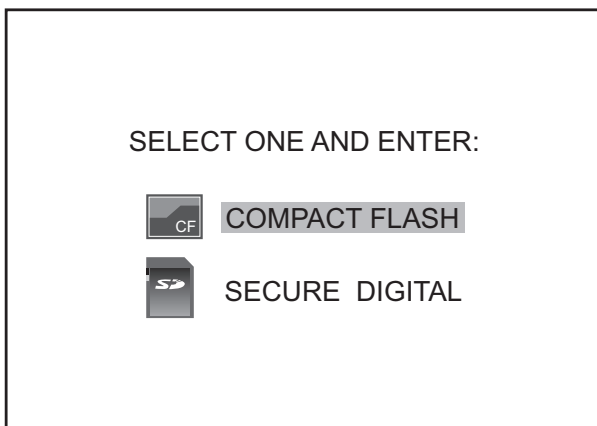 SELECT ONE AND ENTER:
CF COMPACT FLASH
SD SECURE DIGITAL